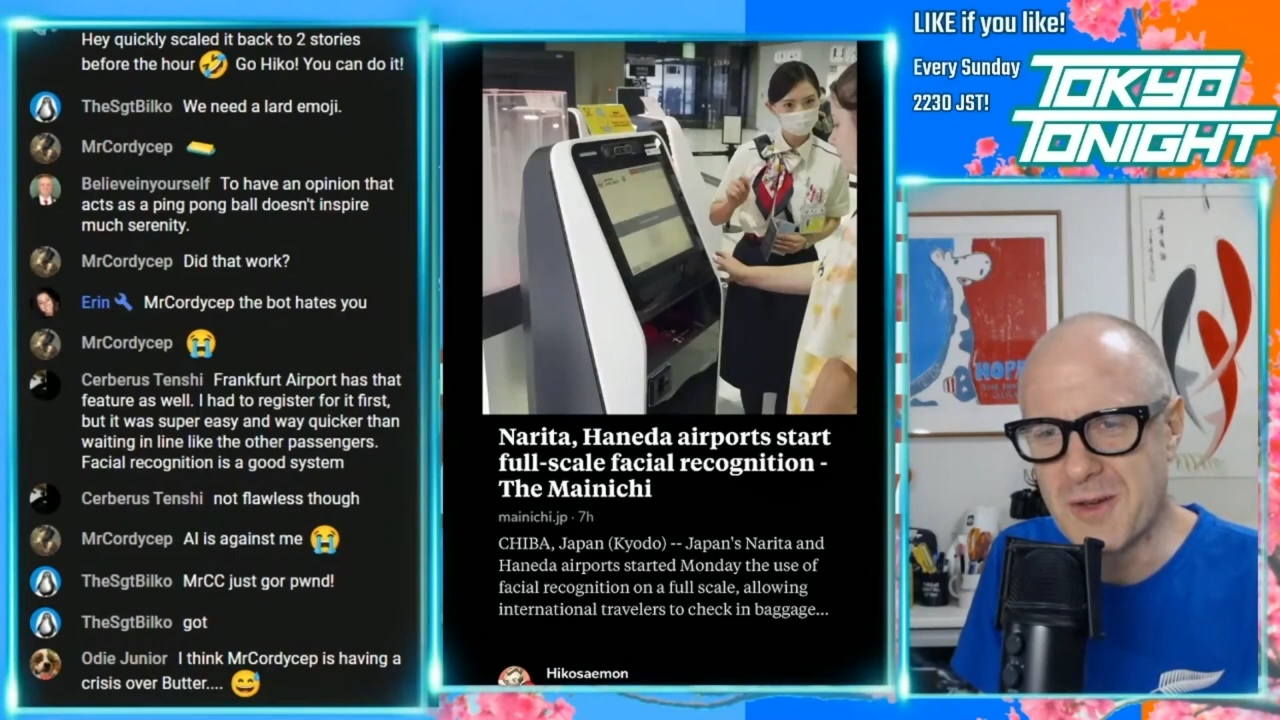 Hey quickly scaled it back to 2 stories
before the hour 🤣 Go Hiko! You can do it!
TheSgtBilko We need a lard emoji.
MrCordycep 🧈
Believeinyourself To have an opinion that
acts as a ping pong ball doesn't inspire
much serenity.
MrCordycep Did that work?
Erin 🔧 MrCordycep the bot hates you
MrCordycep 😭
Cerberus Tenshi Frankfurt Airport has that
feature as well. I had to register for it first,
but it was super easy and way quicker than
waiting in line like the other passengers.
Facial recognition is a good system
Cerberus Tenshi not flawless though
MrCordycep AI is against me 😭
TheSgtBilko MrCC just gor pwnd!
TheSgtBilko got
Odie Junior I think MrCordycep is having a
crisis over Butter.... 😅
Narita, Haneda airports start
full-scale facial recognition -
The Mainichi
mainichi.jp · 7h
CHIBA, Japan (Kyodo) -- Japan's Narita and
Haneda airports started Monday the use of
facial recognition on a full scale, allowing
international travelers to check in baggage...
Hikosaemon
LIKE if you like!
Every Sunday
2230 JST!
TOKYO
TONIGHT